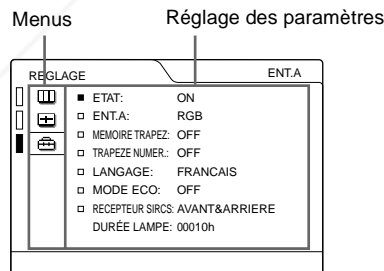 Menus
Réglage des paramètres
REGLAGE
ENT.A
ETAT: ON
ENT.A: RGB
MEMOIRE TRAPEZ: OFF
TRAPEZE NUMER.: OFF
LANGAGE: FRANCAIS
MODE ECO: OFF
RECEPTEUR SIRCS: AVANT&ARRIERE
DURÉE LAMPE: 00010h